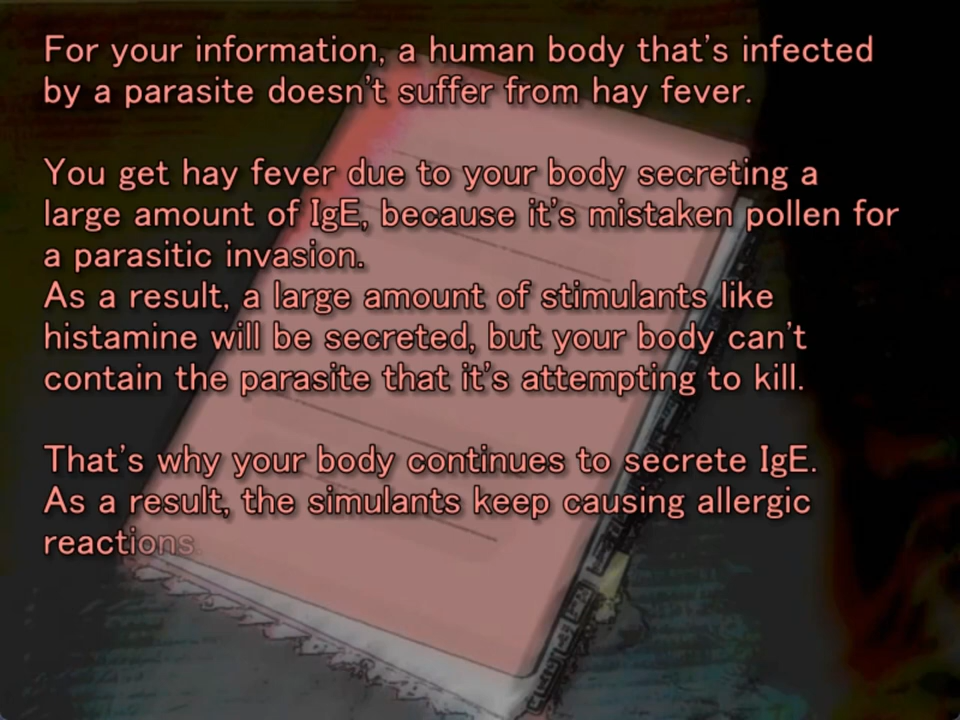 For your information, a human body that's infected
by a parasite doesn't suffer from hay fever.
You get hay fever due to your body secreting a
large amount of IgE, because it's mistaken pollen for
a parasitic invasion.
As a result, a large amount of stimulants like
histamine will be secreted, but your body can't
contain the parasite that it's attempting to kill.
That's why your body continues to secrete IgE.
As a result, the simulants keep causing allergic
reactions.